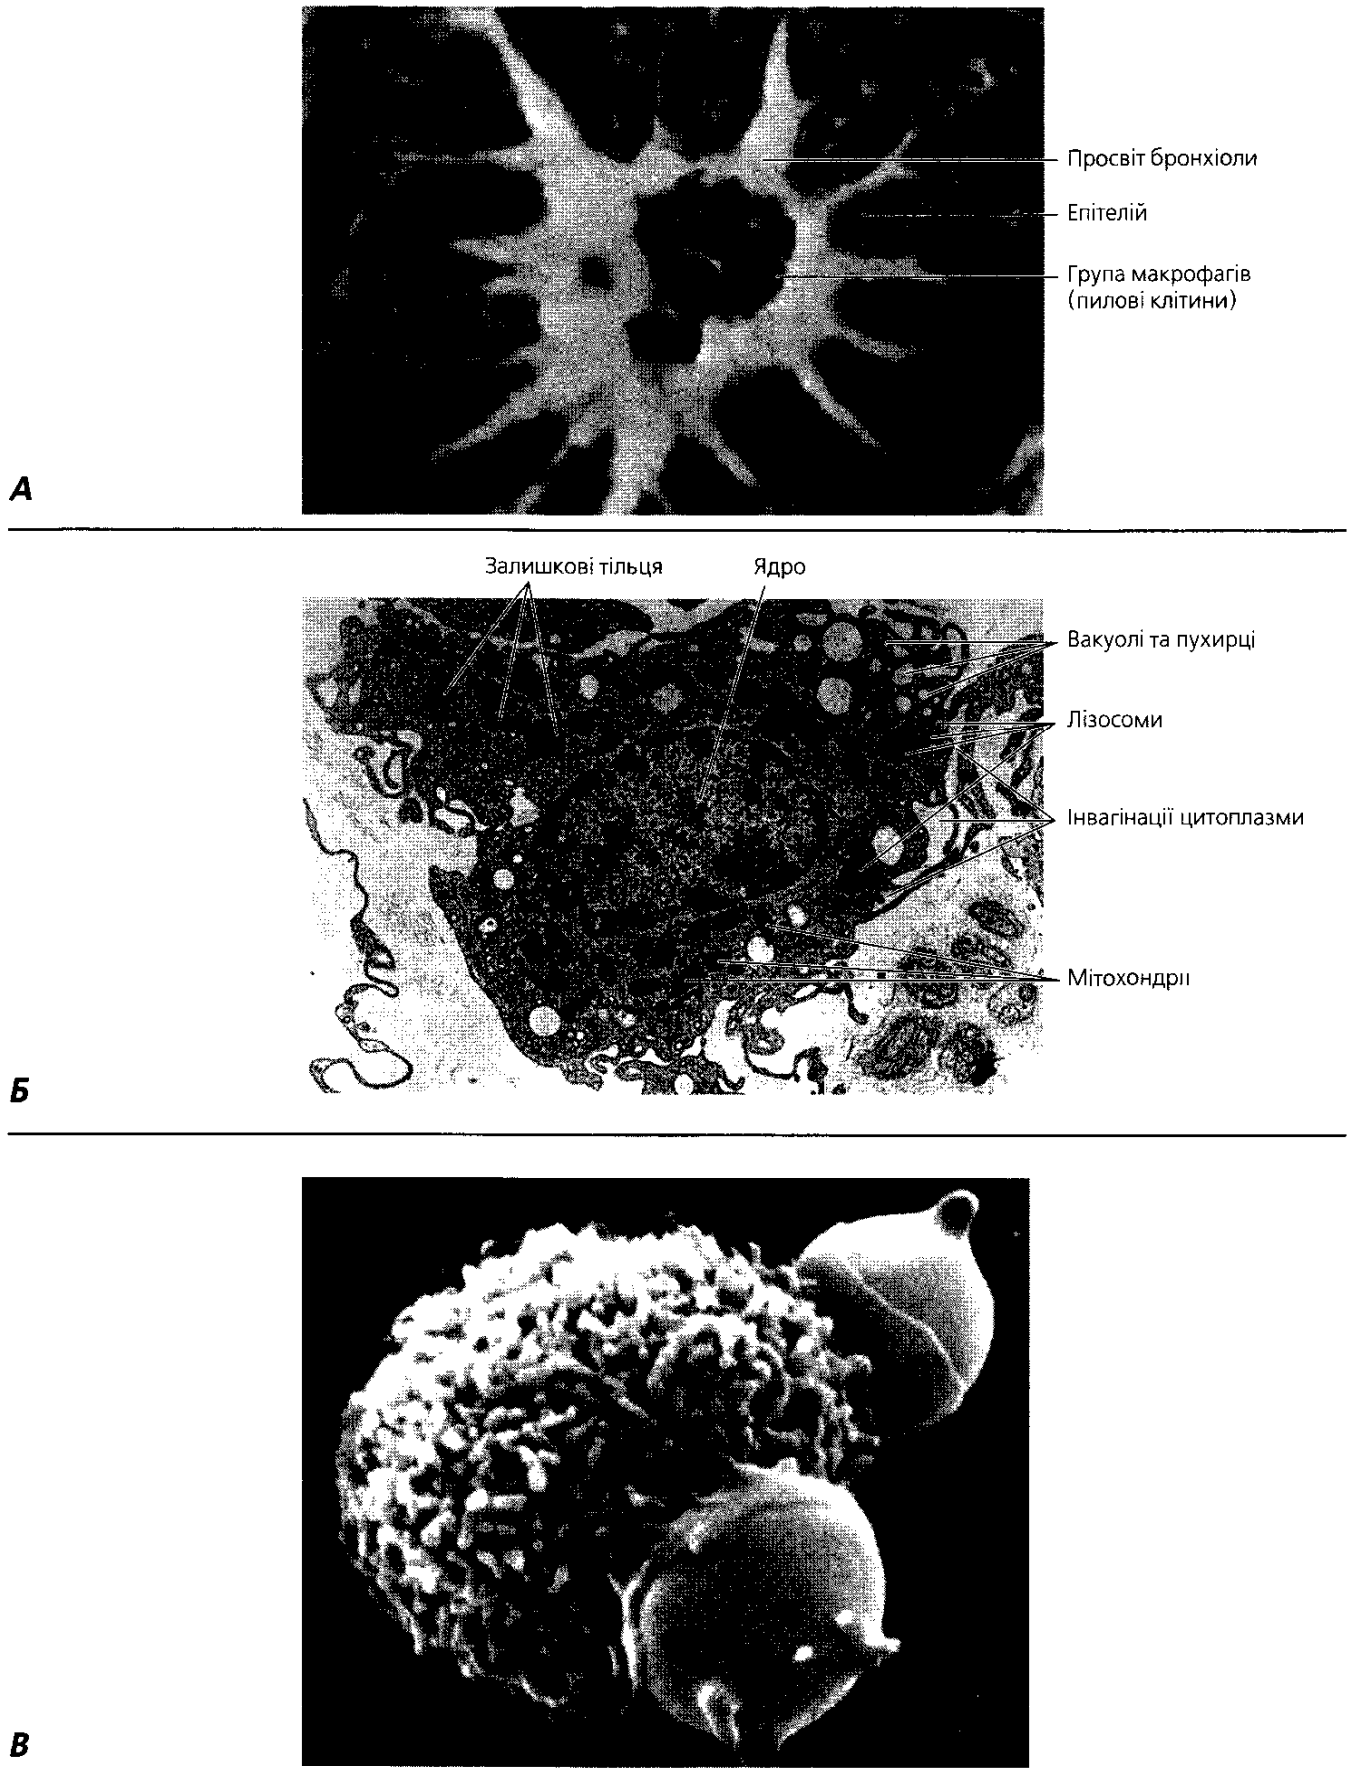 Просвіт бронхіоли
Епітелій
Група макрофагів
(пилові клітини)
А
Залишкові тільця
Ядро
Вакуолі та пухирці
Лізосоми
Інвагінації цитоплазми
Мітохондрії
Б
В